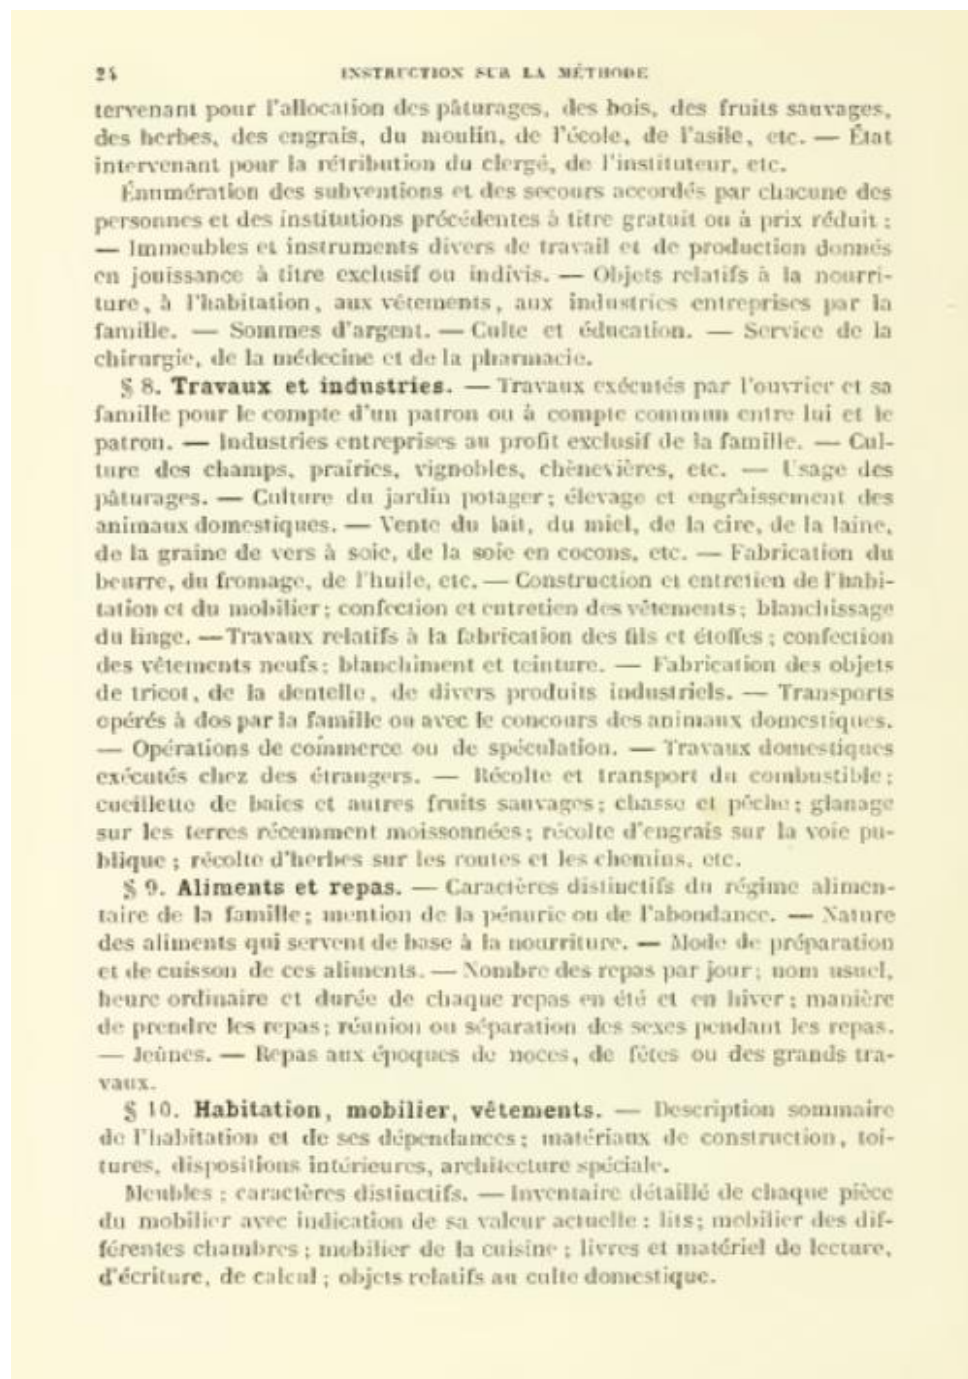 24 INSTRUCTION SUR LA MÉTHODE
tervenant pour l'allocation des pâturages, des bois, des fruits sauvages,
des herbes, des engrais, du moulin, de l'école, de l'asile, etc. — État
intervenant pour la rétribution du clergé, de l'instituteur, etc.
Énumération des subventions et des secours accordés par chacune des
personnes et des institutions précédentes à titre gratuit ou à prix réduit :
— Immeubles et instruments divers de travail et de production donnés
en jouissance à titre exclusif ou indivis. — Objets relatifs à la nourri-
ture, à l'habitation, aux vêtements, aux industries entreprises par la
famille. — Sommes d'argent. — Culte et éducation. — Service de la
chirurgie, de la médecine et de la pharmacie.
§ 8. Travaux et industries. — Travaux exécutés par l'ouvrier et sa
famille pour le compte d'un patron ou à compte commun entre lui et le
patron. — Industries entreprises au profit exclusif de la famille. — Cul-
ture des champs, prairies, vignobles, chènevières, etc. — Usage des
pâturages. — Culture du jardin potager; élevage et engraissement des
animaux domestiques. — Vente du lait, du miel, de la cire, de la laine,
de la graine de vers à soie, de la soie en cocons, etc. — Fabrication du
beurre, du fromage, de l'huile, etc. — Construction et entretien de l'habi-
tation et du mobilier; confection et entretien des vêtements; blanchissage
du linge. — Travaux relatifs à la fabrication des fils et étoffes; confection
des vêtements neufs; blanchiment et teinture. — Fabrication des objets
de tricot, de la dentelle, de divers produits industriels. — Transports
opérés à dos par la famille ou avec le concours des animaux domestiques.
— Opérations de commerce ou de spéculation. — Travaux domestiques
exécutés chez des étrangers. — Récolte et transport du combustible;
cueillette de baies et autres fruits sauvages; chasse et pêche; glanage
sur les terres récemment moissonnées; récolte d'engrais sur la voie pu-
blique; récolte d'herbes sur les routes et les chemins, etc.
§ 9. Aliments et repas. — Caractères distinctifs du régime alimen-
taire de la famille; mention de la pénurie ou de l'abondance. — Nature
des aliments qui servent de base à la nourriture. — Mode de préparation
et de cuisson de ces aliments. — Nombre des repas par jour; nom usuel,
heure ordinaire et durée de chaque repas en été et en hiver; manière
de prendre les repas; réunion ou séparation des sexes pendant les repas.
— Jeûnes. — Repas aux époques de noces, de fêtes ou des grands tra-
vaux.
§ 10. Habitation, mobilier, vêtements. — Description sommaire
de l'habitation et de ses dépendances; matériaux de construction, toi-
tures, dispositions intérieures, architecture spéciale.
Meubles : caractères distinctifs. — Inventaire détaillé de chaque pièce
du mobilier avec indication de sa valeur actuelle : lits; mobilier des dif-
férentes chambres; mobilier de la cuisine; livres et matériel de lecture,
d'écriture, de calcul; objets relatifs au culte domestique.